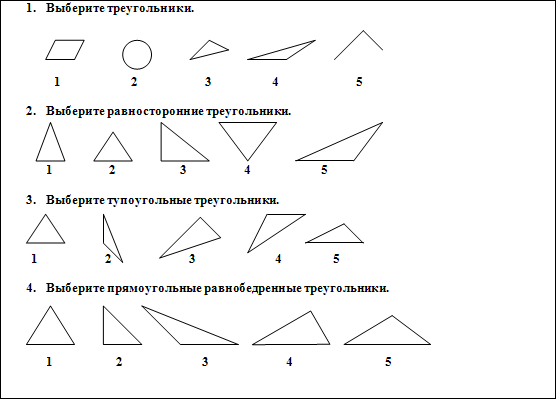 1. Выберите треугольники.
1 2 3 4 5
2. Выберите равносторонние треугольники.
1 2 3 4 5
3. Выберите тупоугольные треугольники.
1 2 3 4 5
4. Выберите прямоугольные равнобедренные треугольники.
1 2 3 4 5